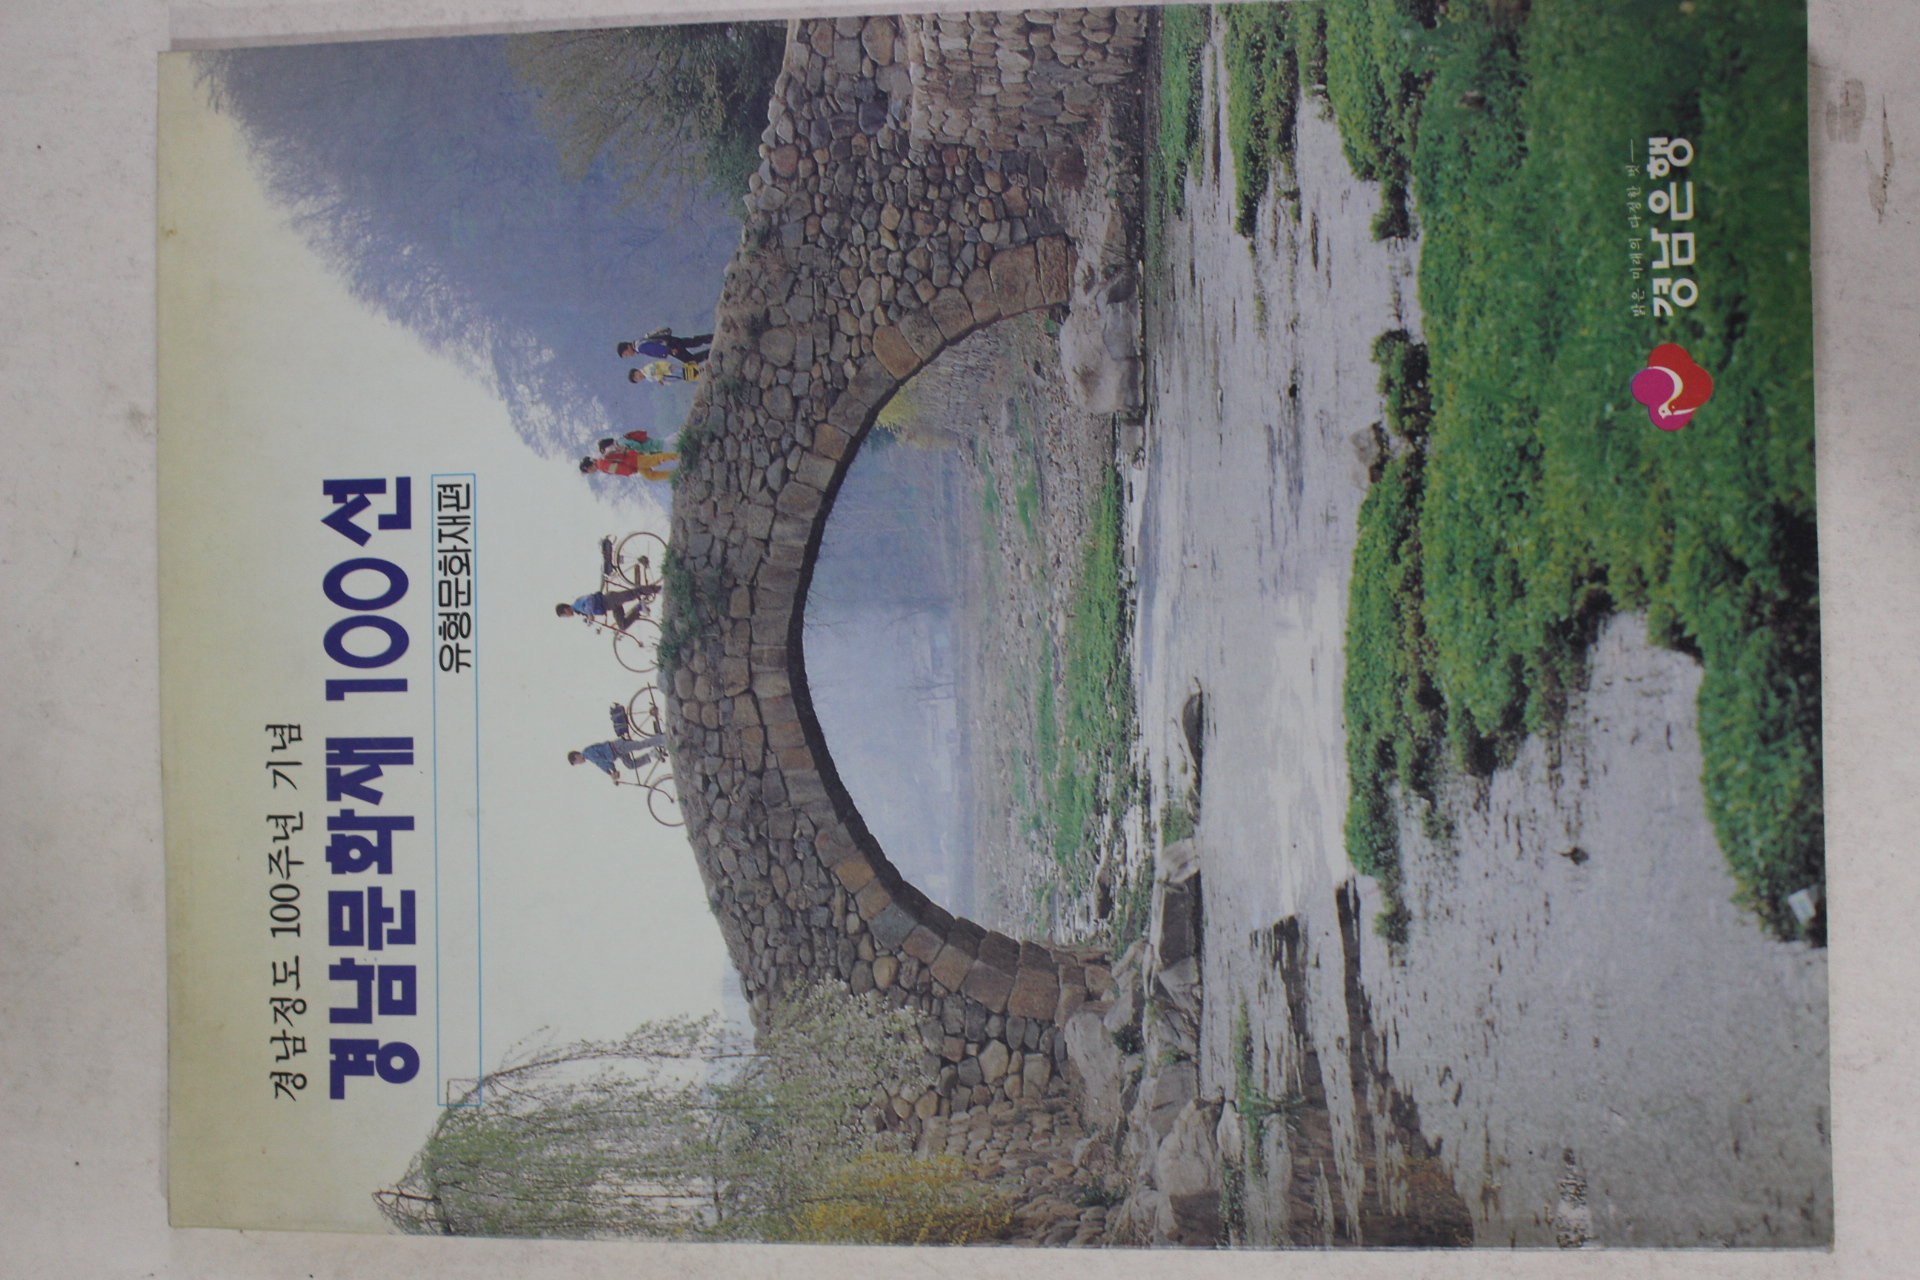 경남정도 100주년 기념
경남문화재 100선
유형문화재편
밝은 미래의 다정한 벗
경남은행